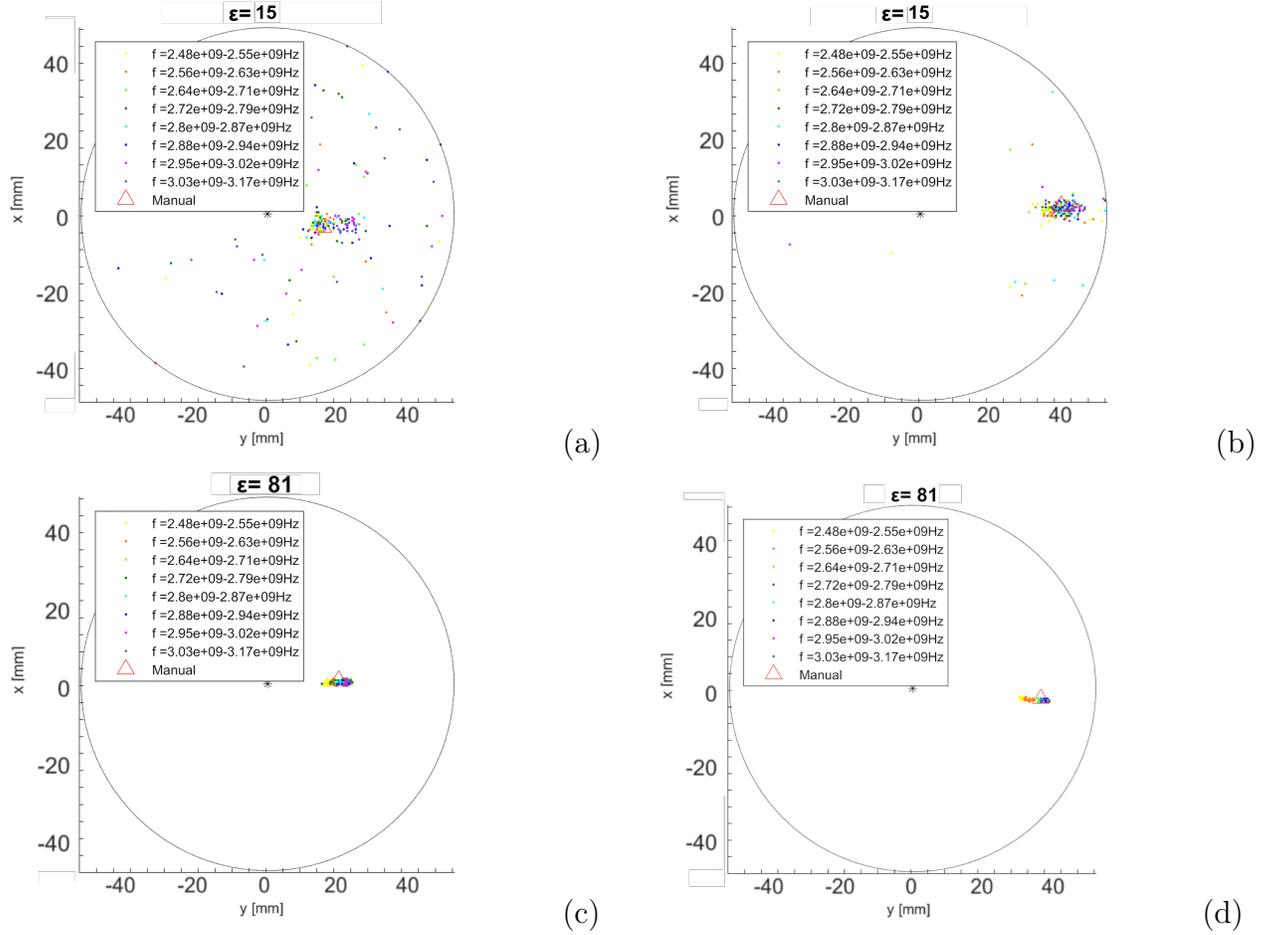 ε= 15
f =2.48e+09-2.55e+09Hz
f =2.56e+09-2.63e+09Hz
f =2.64e+09-2.71e+09Hz
f =2.72e+09-2.79e+09Hz
f =2.8e+09-2.87e+09Hz
f =2.88e+09-2.94e+09Hz
f =2.95e+09-3.02e+09Hz
f =3.03e+09-3.17e+09Hz
Manual
40
20
0
-20
-40
x [mm]
-40 -20 0 20 40
y [mm]
(a)
ε= 15
f =2.48e+09-2.55e+09Hz
f =2.56e+09-2.63e+09Hz
f =2.64e+09-2.71e+09Hz
f =2.72e+09-2.79e+09Hz
f =2.8e+09-2.87e+09Hz
f =2.88e+09-2.94e+09Hz
f =2.95e+09-3.02e+09Hz
f =3.03e+09-3.17e+09Hz
Manual
40
20
0
-20
-40
x [mm]
-40 -20 0 20 40
y [mm]
(b)
ε= 81
f =2.48e+09-2.55e+09Hz
f =2.56e+09-2.63e+09Hz
f =2.64e+09-2.71e+09Hz
f =2.72e+09-2.79e+09Hz
f =2.8e+09-2.87e+09Hz
f =2.88e+09-2.94e+09Hz
f =2.95e+09-3.02e+09Hz
f =3.03e+09-3.17e+09Hz
Manual
40
20
0
-20
-40
x [mm]
-40 -20 0 20 40
y [mm]
(c)
ε= 81
f =2.48e+09-2.55e+09Hz
f =2.56e+09-2.63e+09Hz
f =2.64e+09-2.71e+09Hz
f =2.72e+09-2.79e+09Hz
f =2.8e+09-2.87e+09Hz
f =2.88e+09-2.94e+09Hz
f =2.95e+09-3.02e+09Hz
f =3.03e+09-3.17e+09Hz
Manual
40
20
0
-20
-40
x [mm]
-40 -20 0 20 40
y [mm]
(d)